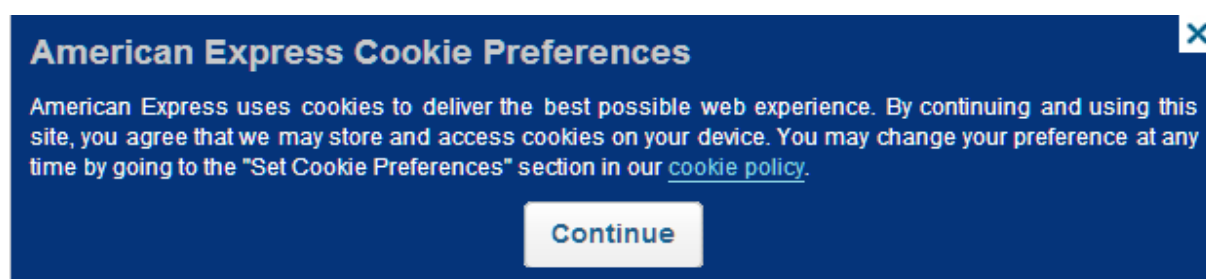 American Express Cookie Preferences
American Express uses cookies to deliver the best possible web experience. By continuing and using this
site, you agree that we may store and access cookies on your device. You may change your preference at any
time by going to the "Set Cookie Preferences" section in our cookie policy.
Continue